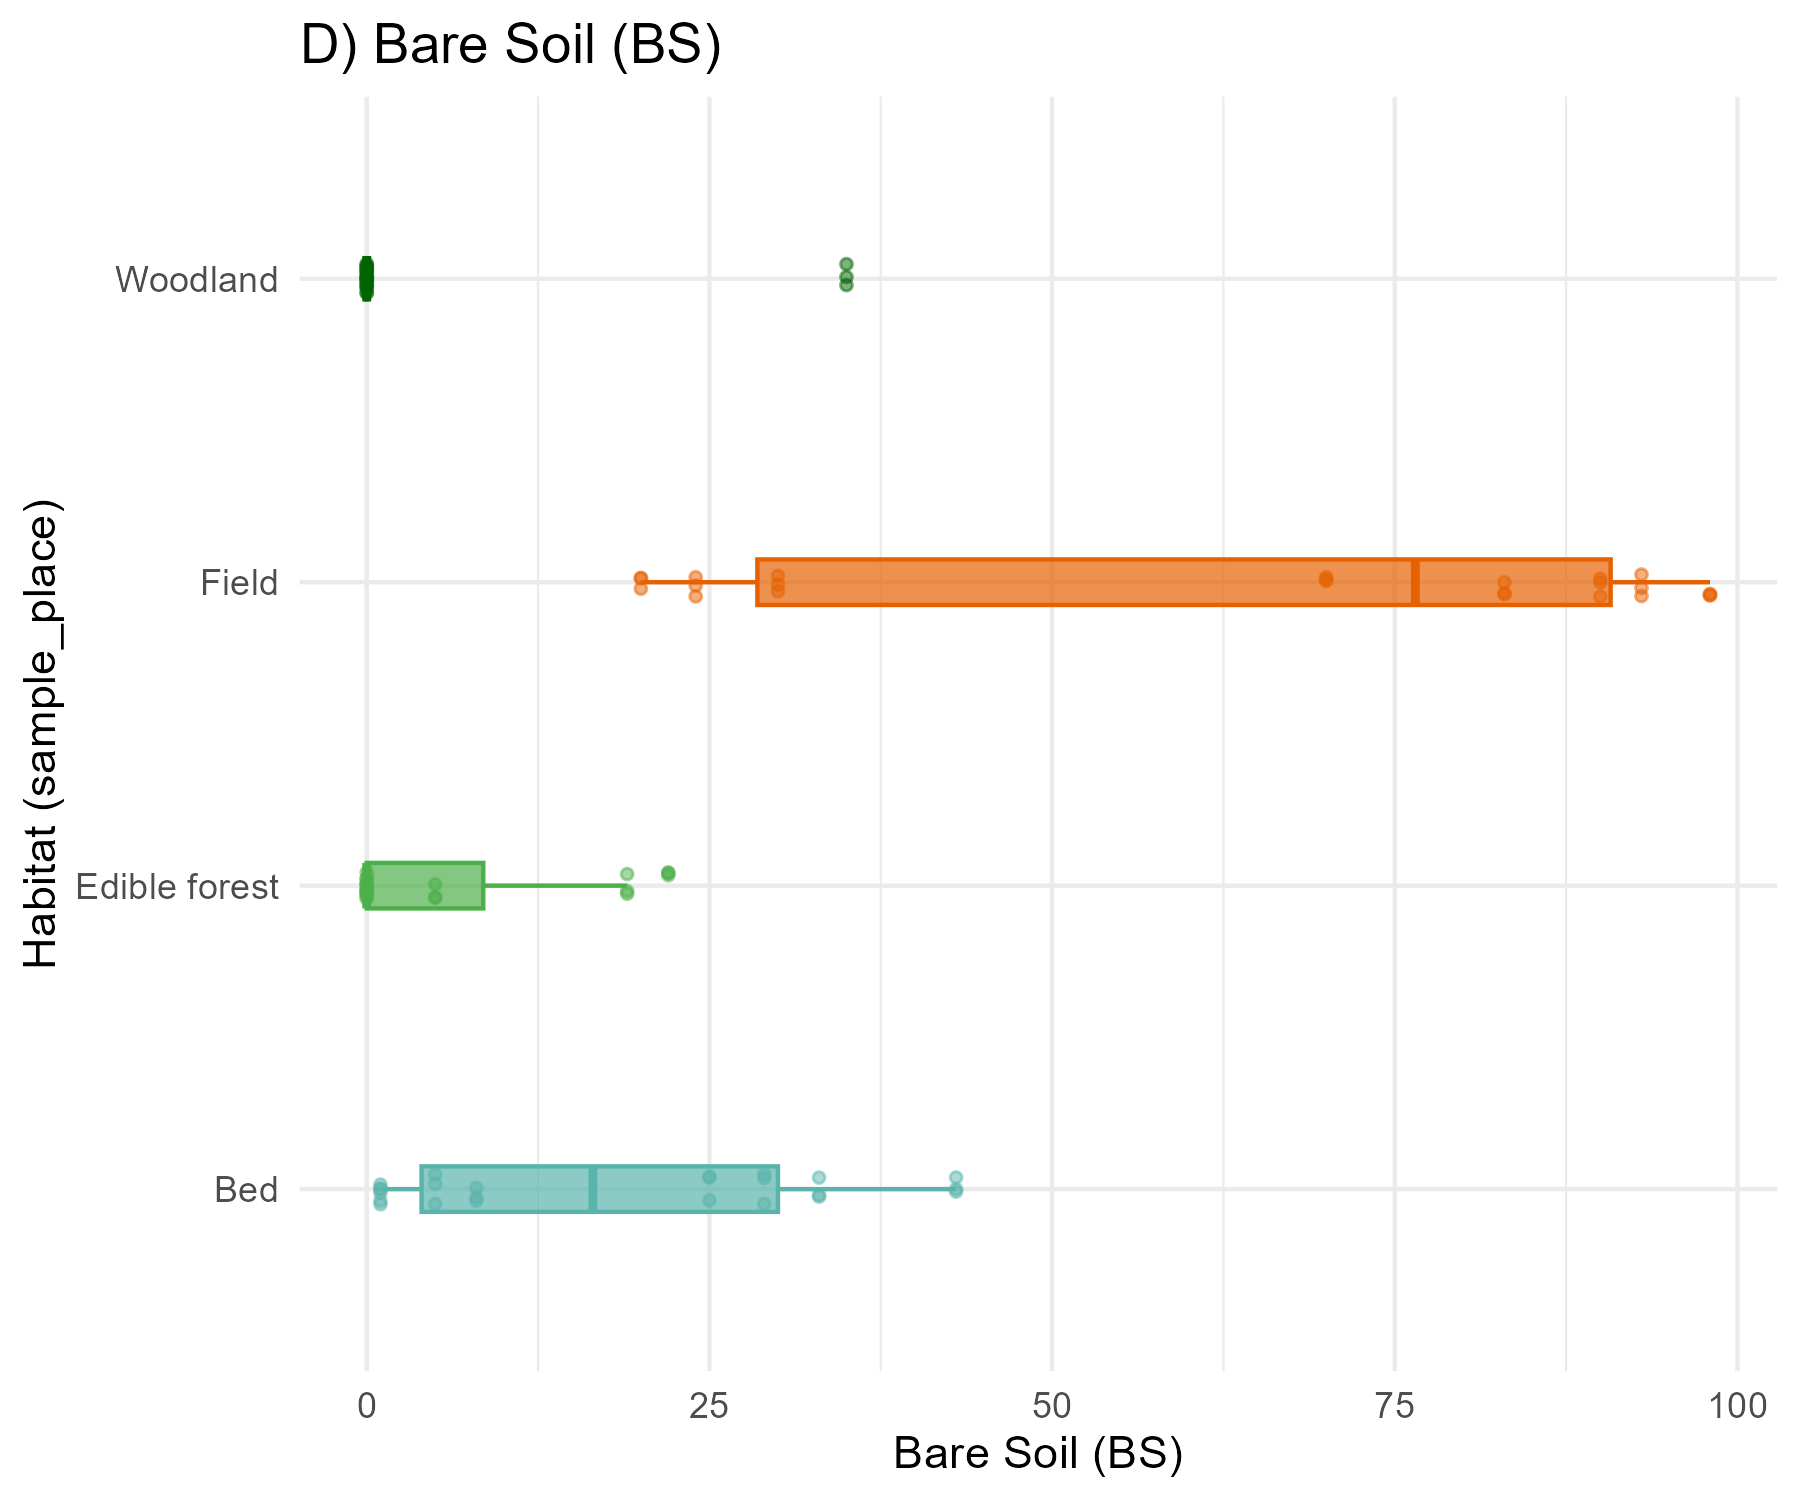 D) Bare Soil (BS)
Habitat (sample_place)
Woodland
Field
Edible forest
Bed
0 25 50 75 100
Bare Soil (BS)